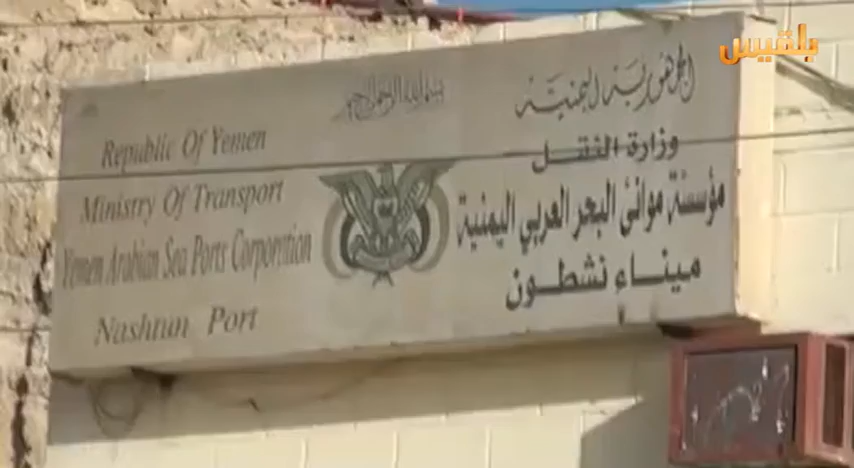 بلقيس
بسم الله الرحمن الرحيم
الجمهورية اليمنية
وزارة النقل
مؤسسة موانئ البحر العربي اليمنية
ميناء نشطون
Republic Of Yemen
Ministry Of Transport
Yemen Arabian Sea Ports Corporation
Nashtun Port